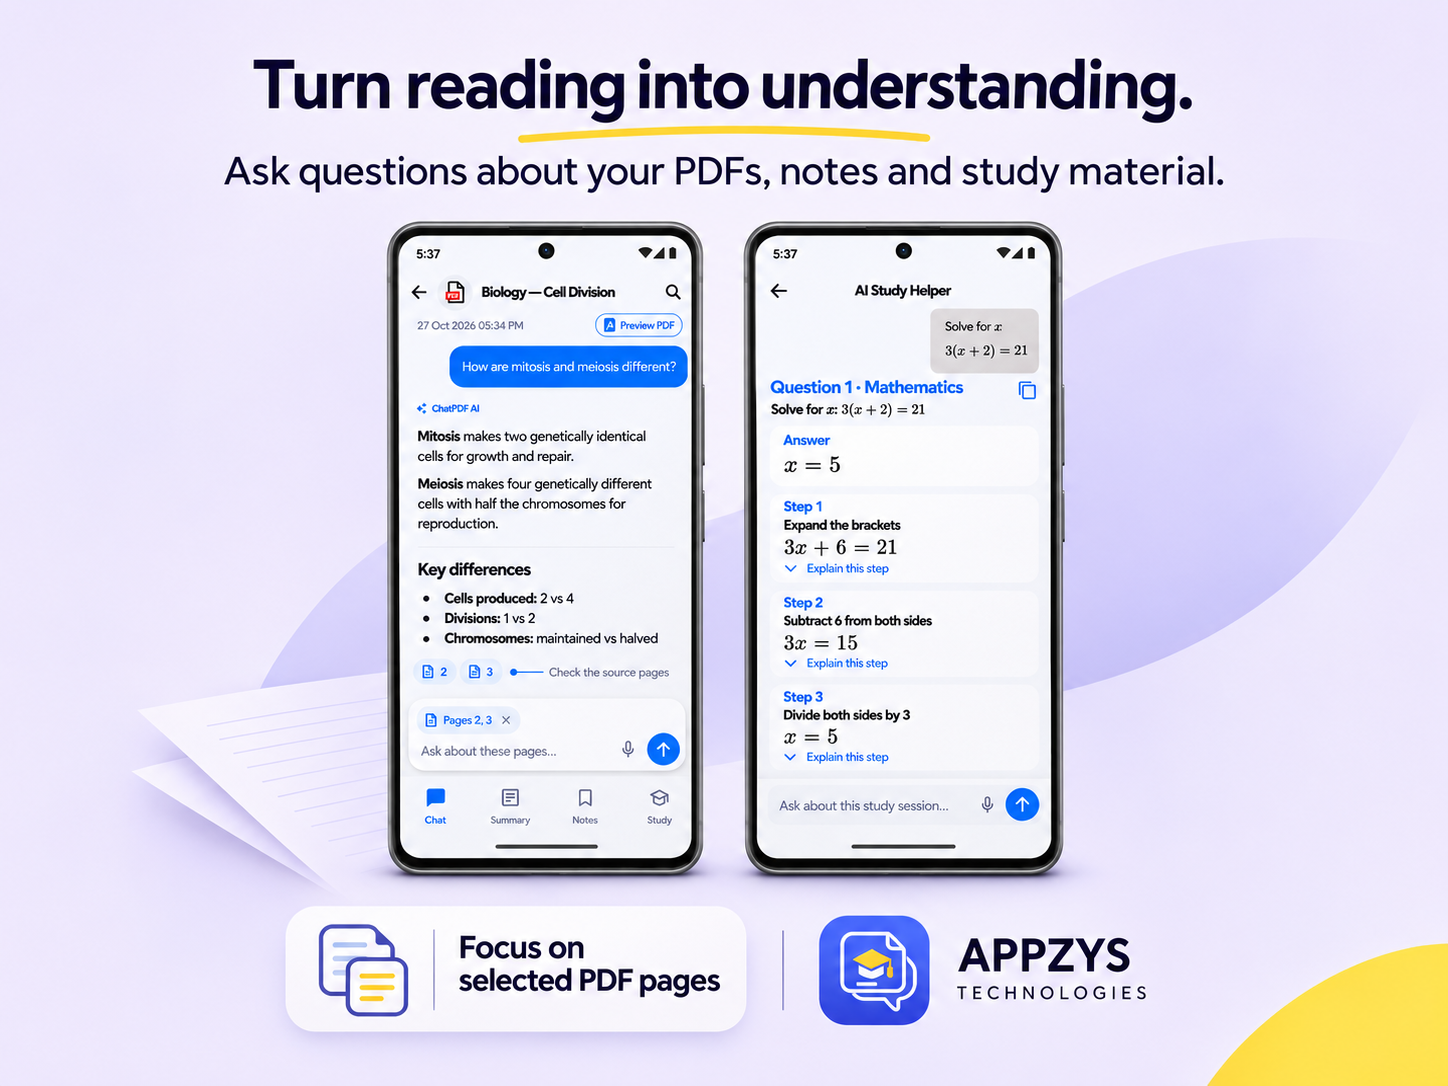 Turn reading into understanding.
Ask questions about your PDFs, notes and study material.
5:37
PDF
Biology — Cell Division
27 Oct 2026 05:34 PM
Preview PDF
How are mitosis and meiosis different?
ChatPDF AI
Mitosis makes two genetically identical
cells for growth and repair.
Meiosis makes four genetically different
cells with half the chromosomes for
reproduction.
Key differences
• Cells produced: 2 vs 4
• Divisions: 1 vs 2
• Chromosomes: maintained vs halved
2 3 Check the source pages
Pages 2, 3 ×
Ask about these pages...
Chat Summary Notes Study
5:37
AI Study Helper
Solve for x
3(x + 2) = 21
Question 1 · Mathematics
Solve for x: 3(x + 2) = 21
Answer
x = 5
Step 1
Expand the brackets
3x + 6 = 21
Explain this step
Step 2
Subtract 6 from both sides
3x = 15
Explain this step
Step 3
Divide both sides by 3
x = 5
Explain this step
Ask about this study session...
Focus on
selected PDF pages
APPZYS
TECHNOLOGIES